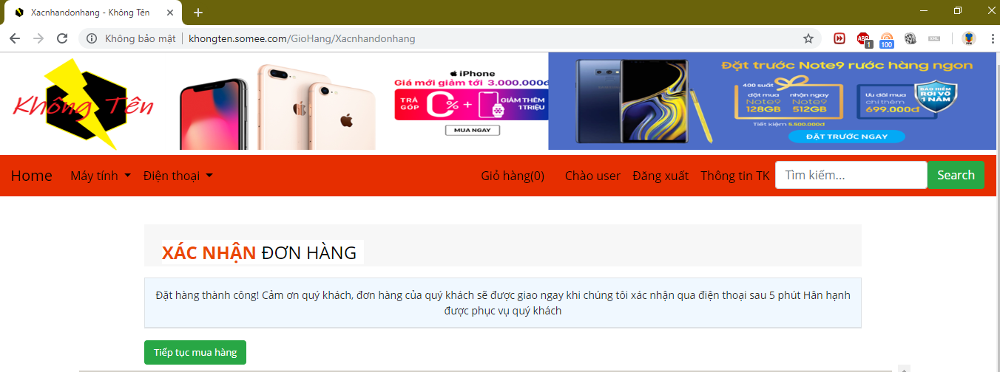 Xacnhandonhang - Không Tên
Không bảo mật khongten.somee.com/GioHang/Xacnhandonhang
ABP 1 100 XML
Không Tên
iPhone
Giá mới giảm tới 3.000.000đ
TRẢ GÓP 0% + GIẢM THÊM 1 TRIỆU
MUA NGAY
Đặt trước Note9 rước hàng ngon
400 suất
đặt mua Note9 128GB
nhận ngay Note9 512GB
Tiết kiệm 5.500.000đ
Ưu đãi mua chỉ thêm 699.000đ
BẢO HIỂM RƠI VỠ 1 NĂM
ĐẶT TRƯỚC NGAY
Home Máy tính Điện thoại Giỏ hàng(0) Chào user Đăng xuất Thông tin TK Tìm kiếm... Search
XÁC NHẬN ĐƠN HÀNG
Đặt hàng thành công! Cảm ơn quý khách, đơn hàng của quý khách sẽ được giao ngay khi chúng tôi xác nhận qua điện thoại sau 5 phút Hân hạnh
được phục vụ quý khách
Tiếp tục mua hàng